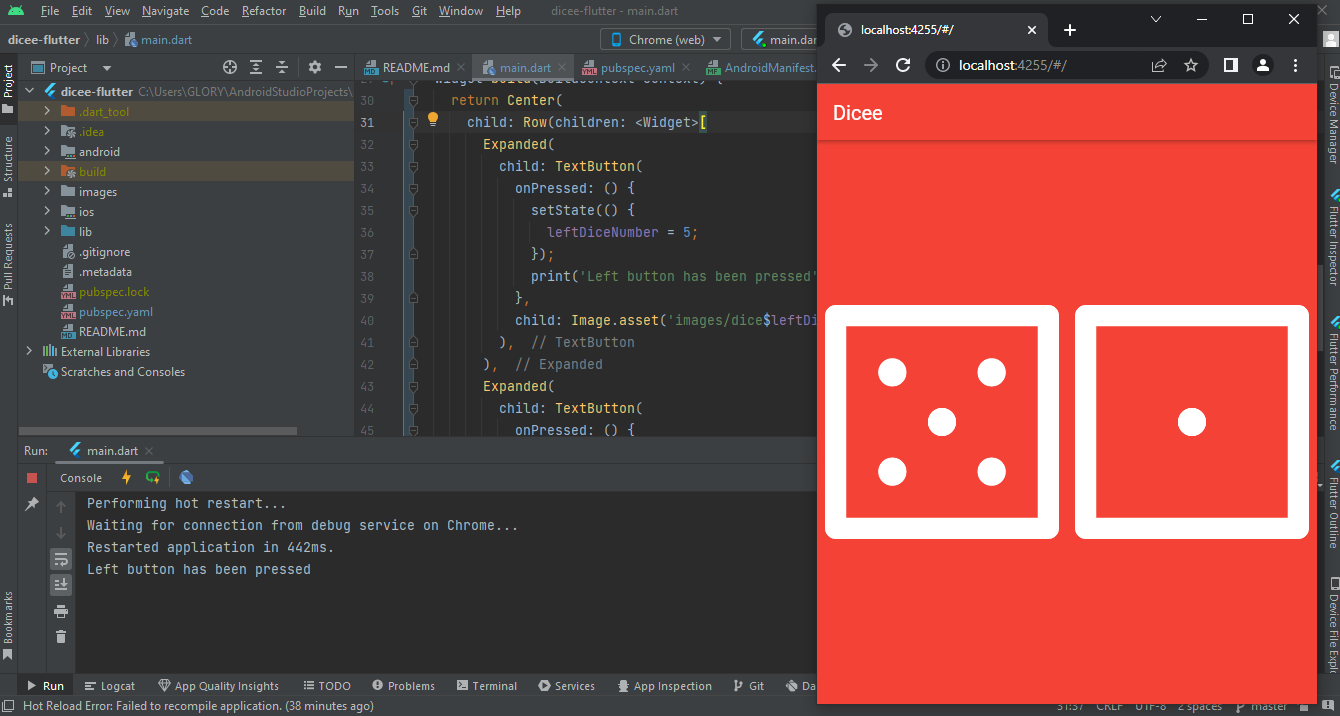 File Edit View Navigate Code Refactor Build Run Tools Git Window Help dicee-flutter - main.dart
dicee-flutter lib main.dart Chrome (web) main.dar
Project README.md main.dart pubspec.yaml AndroidManifest.
dicee-flutter C:\Users\GLORY\AndroidStudioProjects\
.dart_tool
.idea
android
build
images
ios
lib
.gitignore
.metadata
pubspec.lock
pubspec.yaml
README.md
External Libraries
Scratches and Consoles
Project
Structure
Pull Requests
Bookmarks
30 return Center(
31 child: Row(children: <Widget>[
32 Expanded(
33 child: TextButton(
34 onPressed: () {
35 setState(() {
36 leftDiceNumber = 5;
37 });
38 print('Left button has been pressed'
39 },
40 child: Image.asset('images/dice$leftDi
41 ), // TextButton
42 ), // Expanded
43 Expanded(
44 child: TextButton(
45 onPressed: () {
Run: main.dart
Console
Performing hot restart...
Waiting for connection from debug service on Chrome...
Restarted application in 442ms.
Left button has been pressed
Run Logcat App Quality Insights TODO Problems Terminal Services App Inspection Git Da
Hot Reload Error: Failed to recompile application. (38 minutes ago) 31:37 CRLF UTF-8 2 spaces master
localhost:4255/#/
localhost:4255/#/
Dicee
Device Manager
Flutter Inspector
Flutter Performance
Flutter Outline
Device File Expl